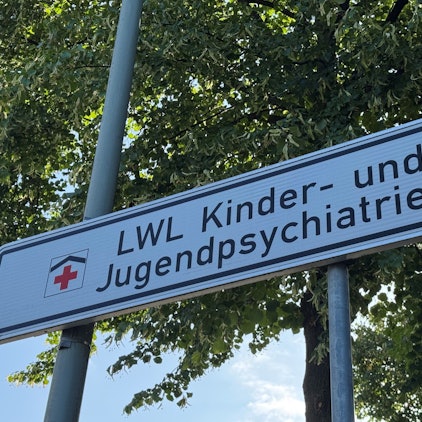 LWL Kinder- und
Jugendpsychiatrie